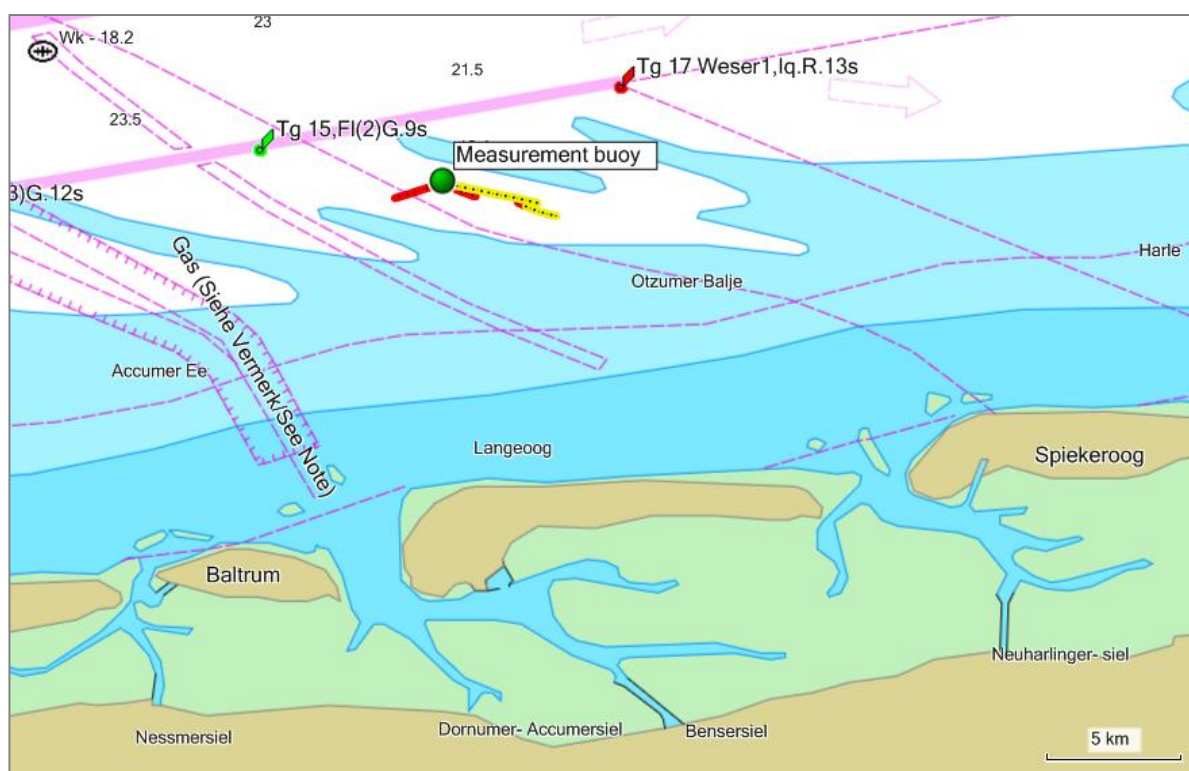 23
Wk - 18.2
21.5
Tg 17 Weser1,Iq.R.13s
23.5
Tg 15,Fl(2)G.9s
Measurement buoy
3)G.12s
Gas (Siehe Vermerk/See Note)
Harle
Otzumer Balje
Accumer Ee
Langeoog
Spiekeroog
Baltrum
Neuharlinger- siel
Nessmersiel
Dornumer- Accumersiel
Bensersiel
5 km